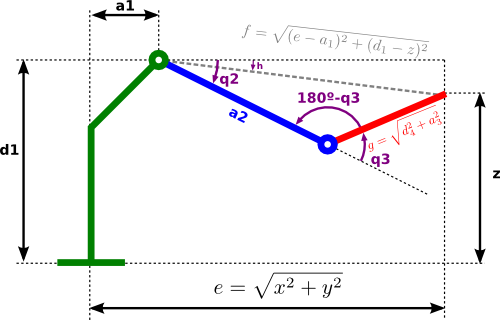 a1
f = √((e − a₁)² + (d₁ − z)²)
h
q2
180º-q3
a2
g = √(d₄² + a₃²)
d1
q3
z
e = √(x² + y²)